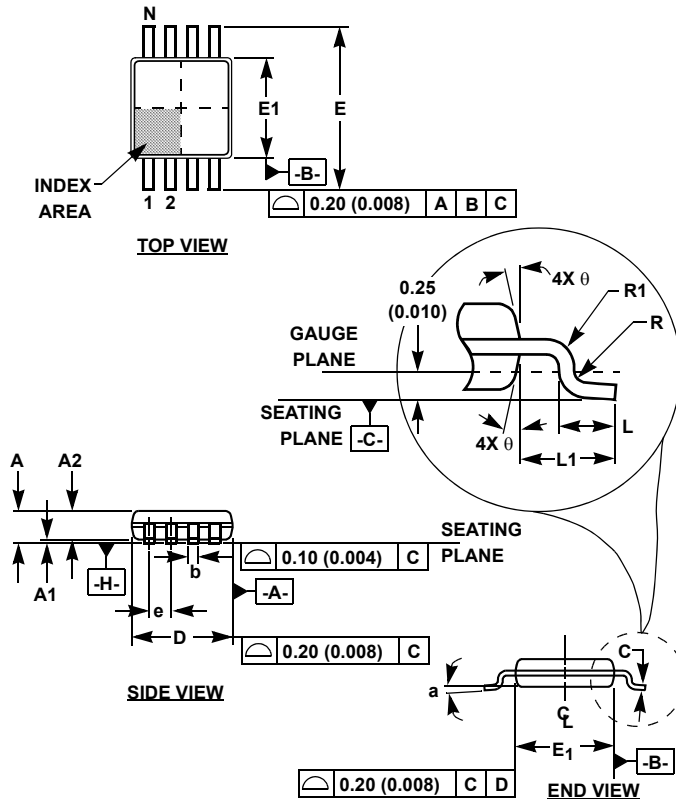 N
E1
E
-B-
INDEX
AREA
1 2
0.20 (0.008) A B C
TOP VIEW
0.25
(0.010)
4X θ
R1
R
GAUGE
PLANE
SEATING
PLANE
-C-
4X θ
L
L1
A A2
SEATING
PLANE
0.10 (0.004) C
A1
-H-
b
-A-
e
D
0.20 (0.008) C
SIDE VIEW
C
a
CL
E1
-B-
0.20 (0.008) C D
END VIEW